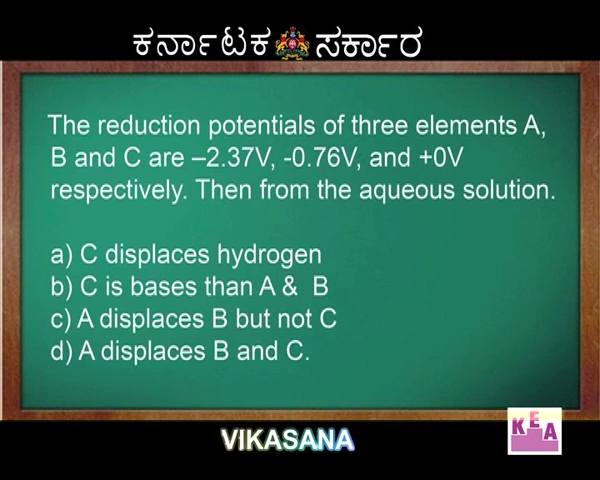 ಕರ್ನಾಟಕ ಸರ್ಕಾರ
The reduction potentials of three elements A,
B and C are –2.37V, -0.76V, and +0V
respectively. Then from the aqueous solution.
a) C displaces hydrogen
b) C is bases than A & B
c) A displaces B but not C
d) A displaces B and C.
VIKASANA
KEA